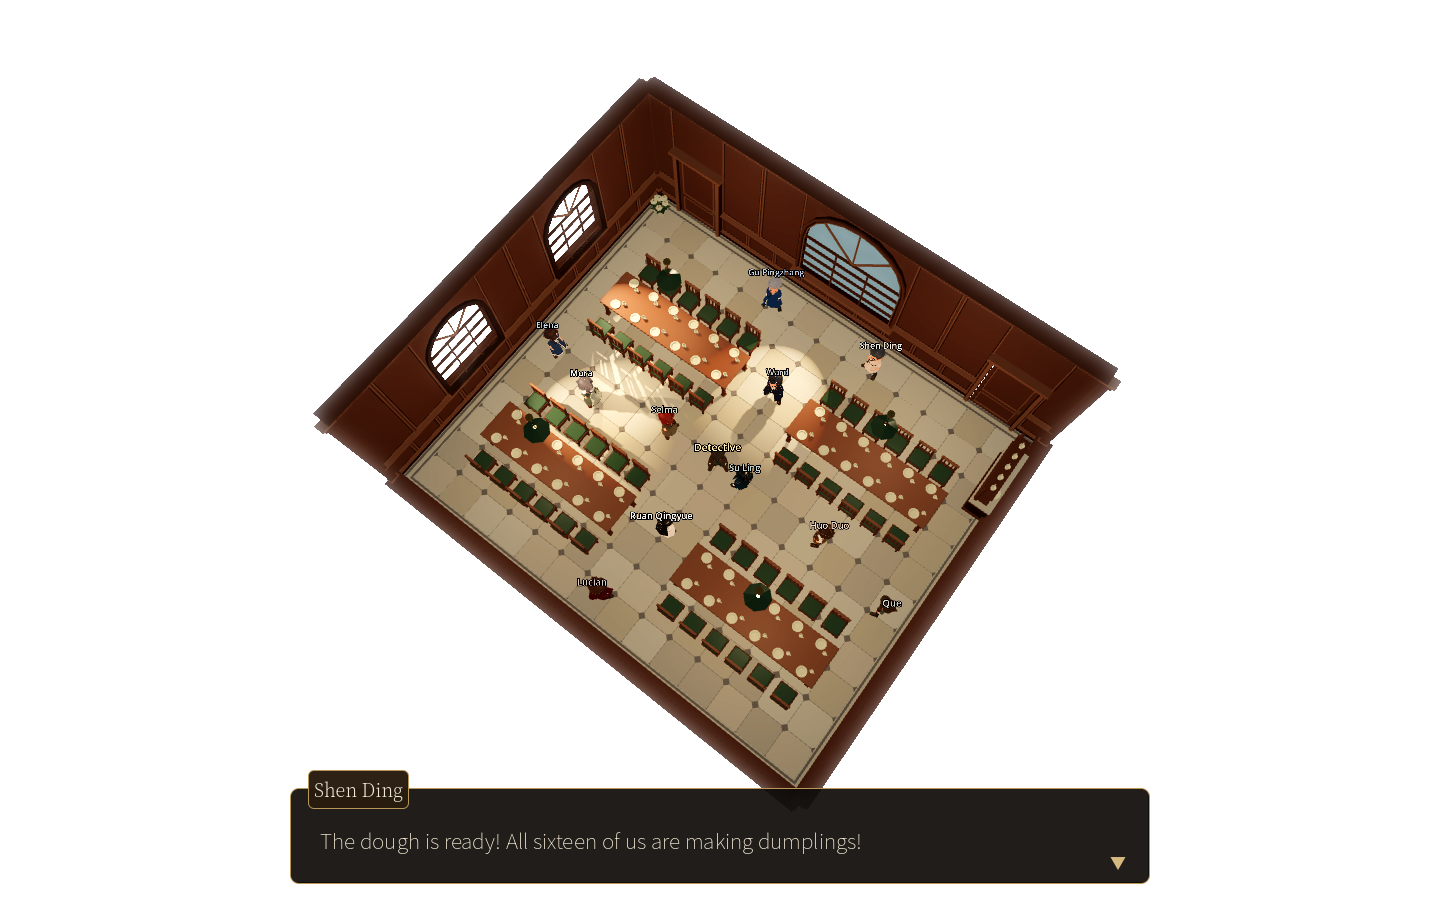 Gu Pingzhang
Elena
Shen Ding
Mura
Ward
Selma
Detective
Su Ling
Ruan Qingyue
Huo Duo
Lucian
Que
Shen Ding
The dough is ready! All sixteen of us are making dumplings!